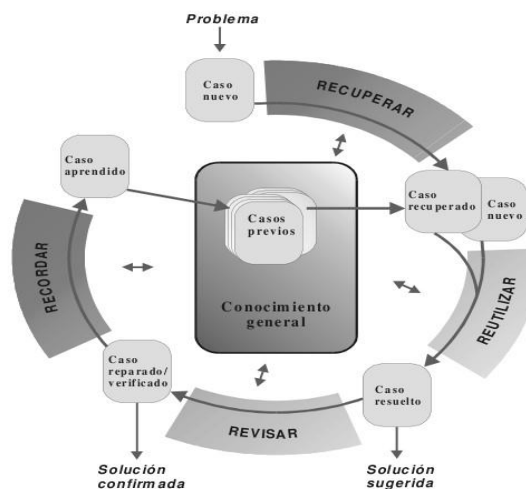 Problema
Caso
nuevo
RECUPERAR
Caso
aprendido
Casos
previos
Caso
recuperado
Caso
nuevo
RECORDAR
Conocimiento
general
REUTILIZAR
Caso
reparado/
verificado
REVISAR
Caso
resuelto
Solución
confirmada
Solución
sugerida